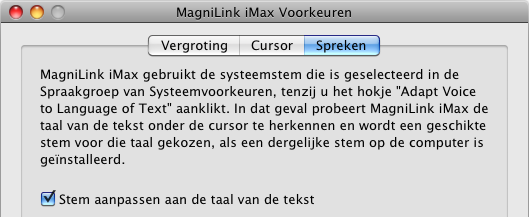 MagniLink iMax Voorkeuren
Vergroting Cursor Spreken
MagniLink iMax gebruikt de systeemstem die is geselecteerd in de
Spraakgroep van Systeemvoorkeuren, tenzij u het hokje "Adapt Voice
to Language of Text" aanklikt. In dat geval probeert MagniLink iMax de
taal van de tekst onder de cursor te herkennen en wordt een geschikte
stem voor die taal gekozen, als een dergelijke stem op de computer is
geïnstalleerd.
Stem aanpassen aan de taal van de tekst